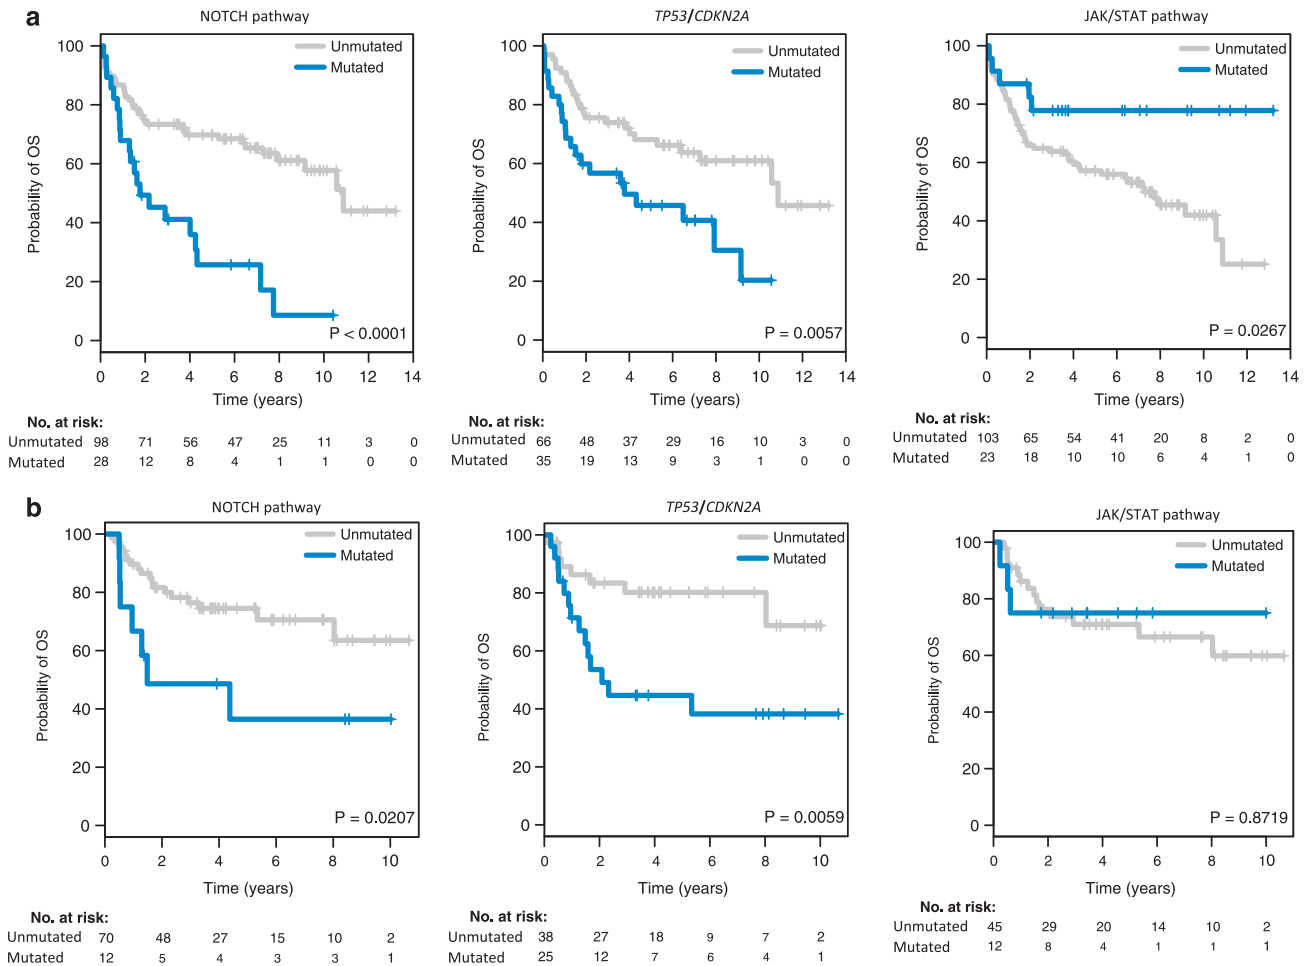 a
NOTCH pathway
Unmutated
Mutated
Probability of OS
100
80
60
40
20
0
P < 0.0001
0 2 4 6 8 10 12 14
Time (years)
No. at risk:
Unmutated 98 71 56 47 25 11 3 0
Mutated 28 12 8 4 1 1 0 0
TP53/CDKN2A
Unmutated
Mutated
Probability of OS
100
80
60
40
20
0
P = 0.0057
0 2 4 6 8 10 12 14
Time (years)
No. at risk:
Unmutated 66 48 37 29 16 10 3 0
Mutated 35 19 13 9 3 1 0 0
JAK/STAT pathway
Unmutated
Mutated
Probability of OS
100
80
60
40
20
0
P = 0.0267
0 2 4 6 8 10 12 14
Time (years)
No. at risk:
Unmutated 103 65 54 41 20 8 2 0
Mutated 23 18 10 10 6 4 1 0
b
NOTCH pathway
Unmutated
Mutated
Probability of OS
100
80
60
40
20
0
P = 0.0207
0 2 4 6 8 10
Time (years)
No. at risk:
Unmutated 70 48 27 15 10 2
Mutated 12 5 4 3 3 1
TP53/CDKN2A
Unmutated
Mutated
Probability of OS
100
80
60
40
20
0
P = 0.0059
0 2 4 6 8 10
Time (years)
No. at risk:
Unmutated 38 27 18 9 7 2
Mutated 25 12 7 6 4 1
JAK/STAT pathway
Unmutated
Mutated
Probability of OS
100
80
60
40
20
0
P = 0.8719
0 2 4 6 8 10
Time (years)
No. at risk:
Unmutated 45 29 20 14 10 2
Mutated 12 8 4 1 1 1